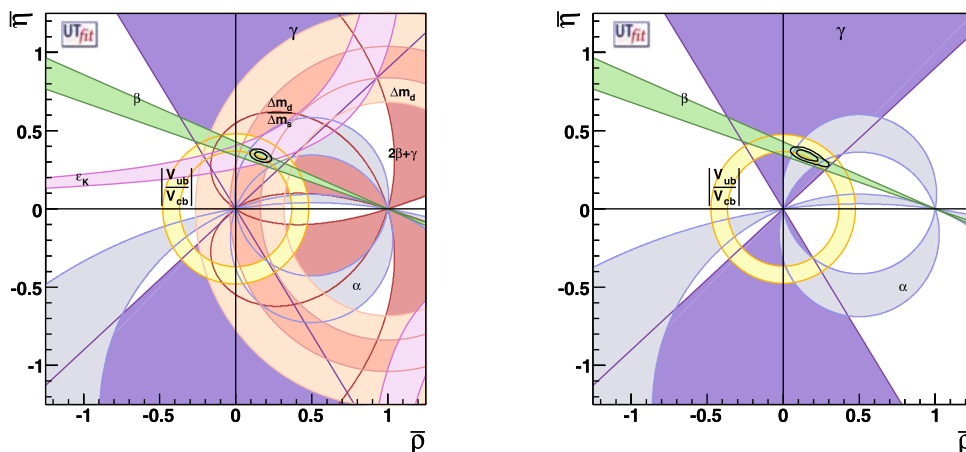 η̅
UTfit
γ
1
β
Δm_d
Δm_s
Δm_d
0.5
2β+γ
ε_K
|V_ub|
|V_cb|
0
α
-0.5
-1
-1 -0.5 0 0.5 1
ρ̅
η̅
UTfit
γ
1
β
0.5
|V_ub|
|V_cb|
0
α
-0.5
-1
-1 -0.5 0 0.5 1
ρ̅